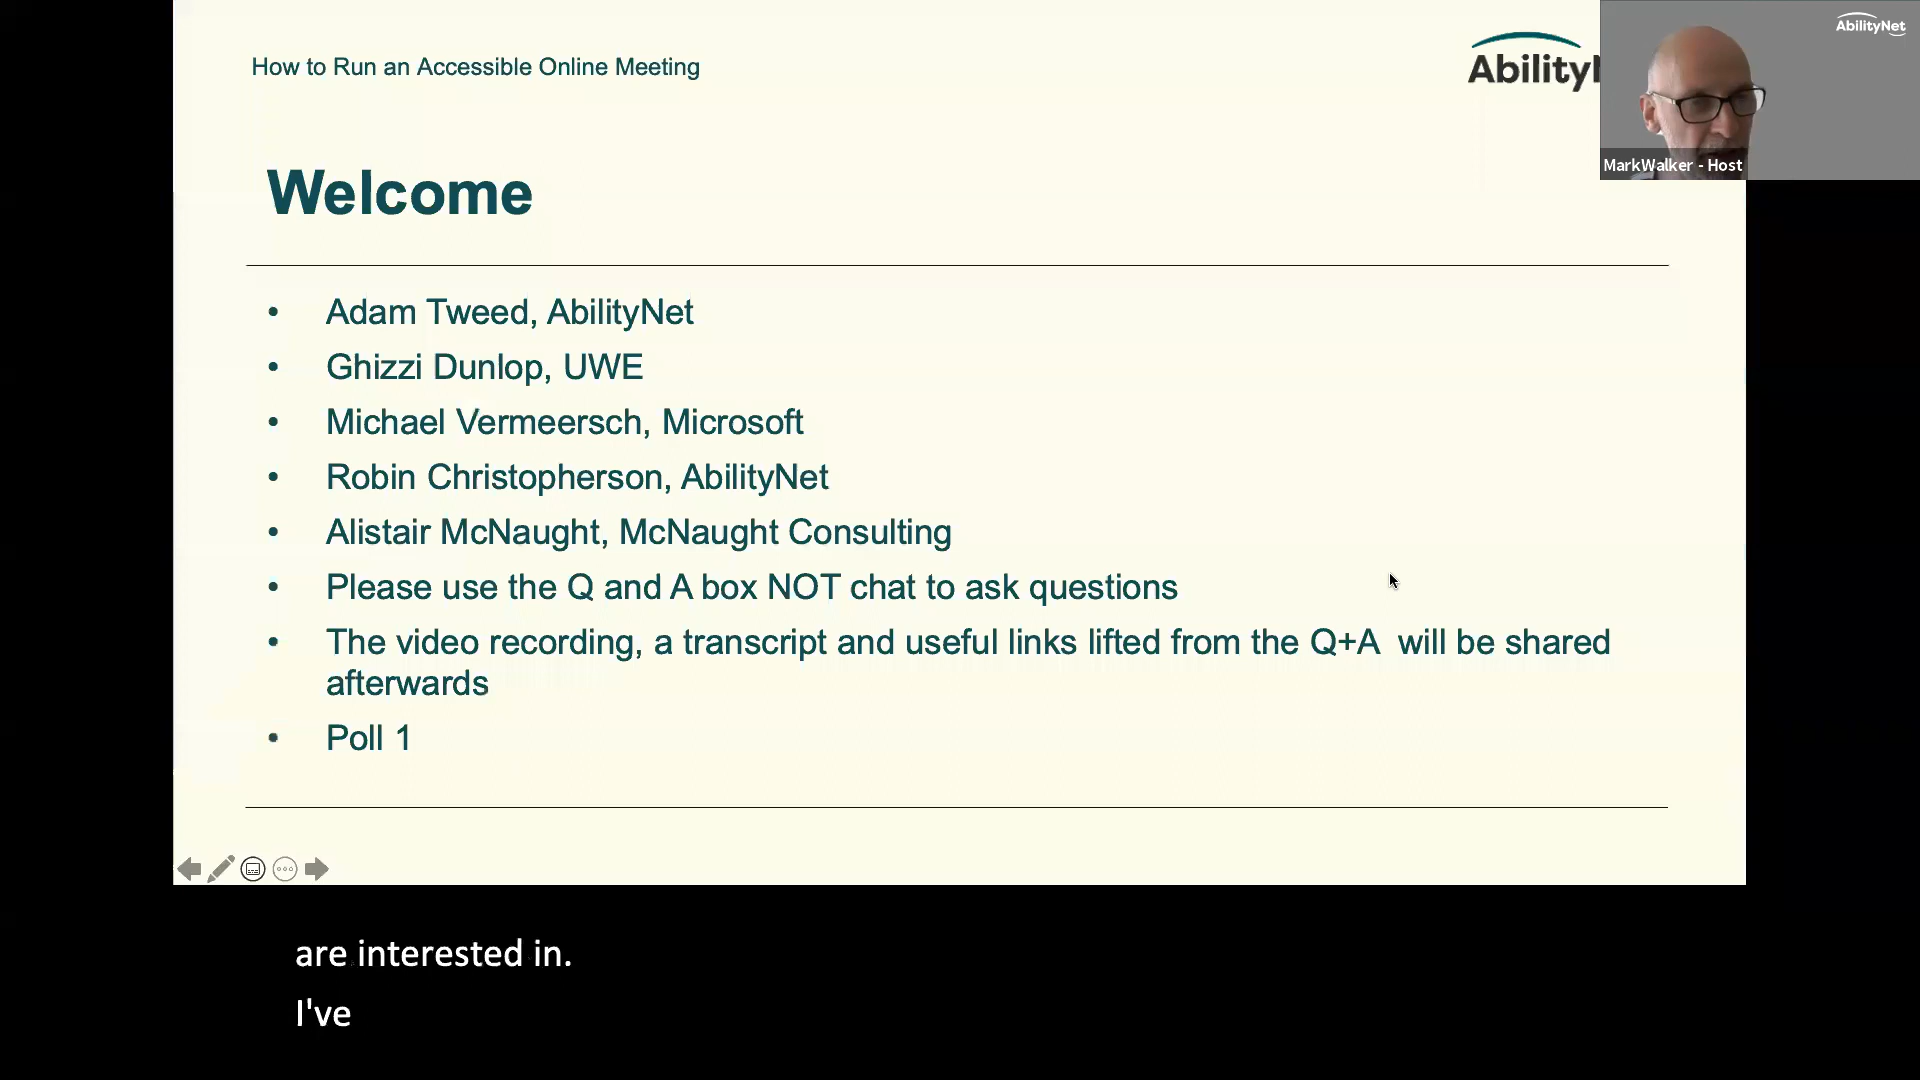 How to Run an Accessible Online Meeting
Ability
AbilityNet
MarkWalker - Host
Welcome
• Adam Tweed, AbilityNet
• Ghizzi Dunlop, UWE
• Michael Vermeersch, Microsoft
• Robin Christopherson, AbilityNet
• Alistair McNaught, McNaught Consulting
• Please use the Q and A box NOT chat to ask questions
• The video recording, a transcript and useful links lifted from the Q+A will be shared
afterwards
• Poll 1
are interested in.
I've